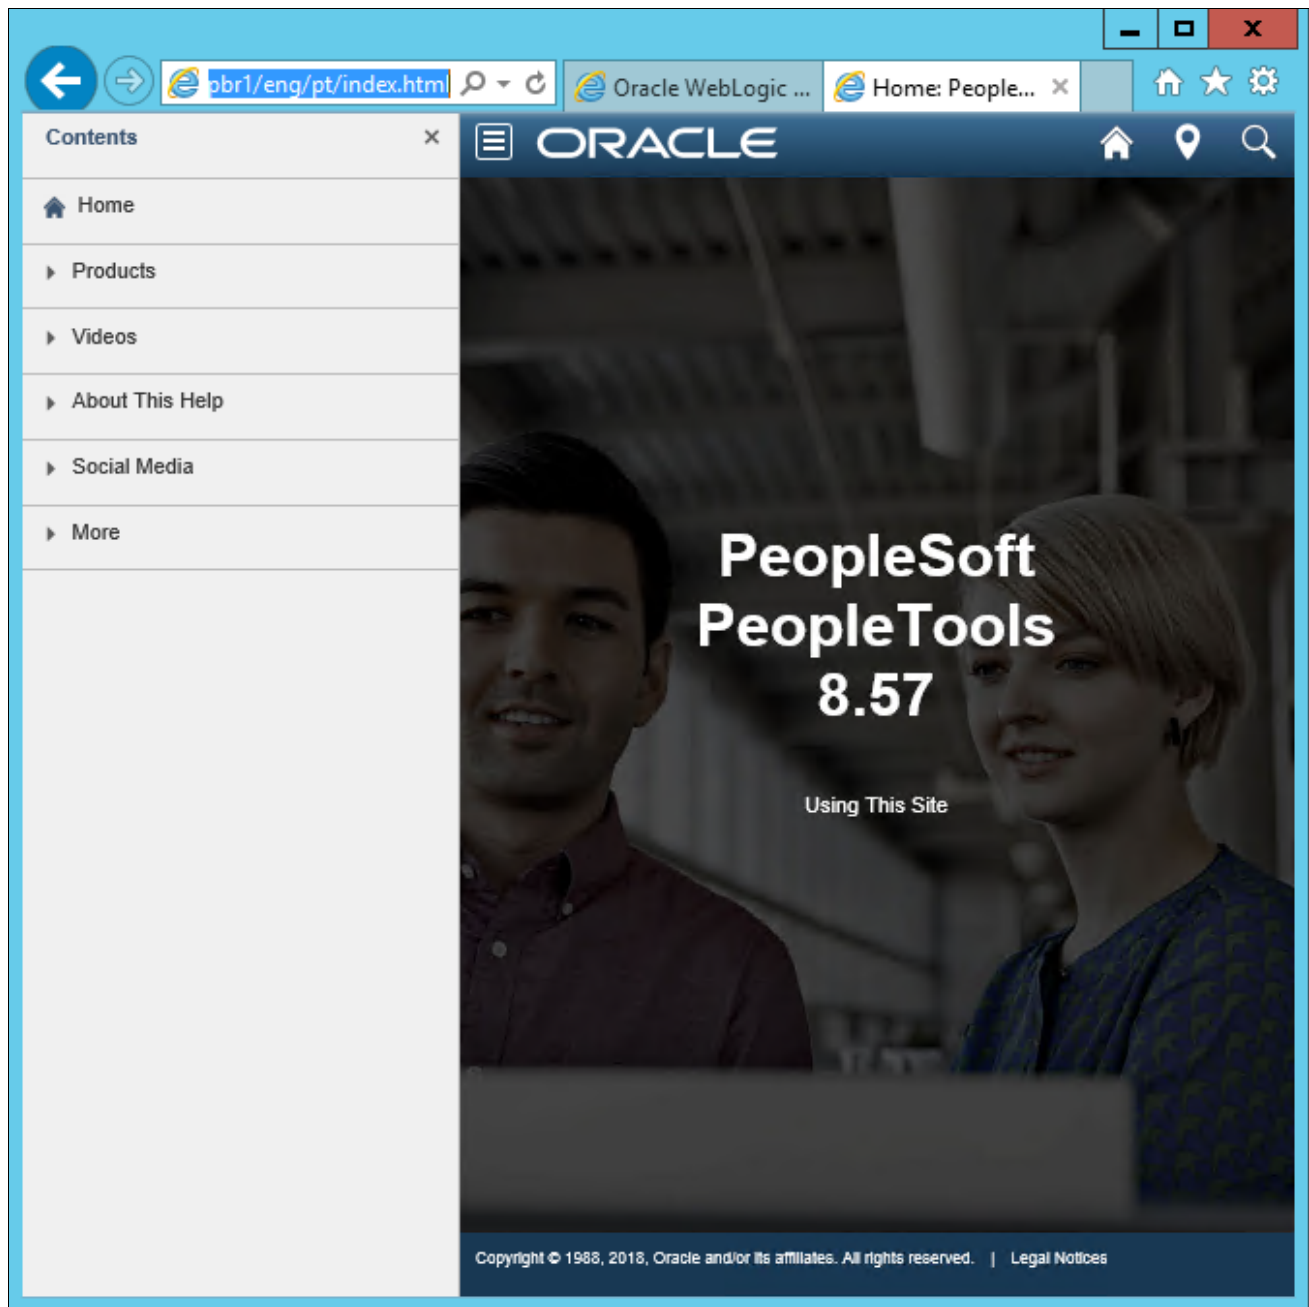 pbr1/eng/pt/index.html
Oracle WebLogic ...
Home: People...
Contents
ORACLE
Home
Products
Videos
About This Help
Social Media
More
PeopleSoft
PeopleTools
8.57
Using This Site
Copyright © 1988, 2018, Oracle and/or its affiliates. All rights reserved. | Legal Notices